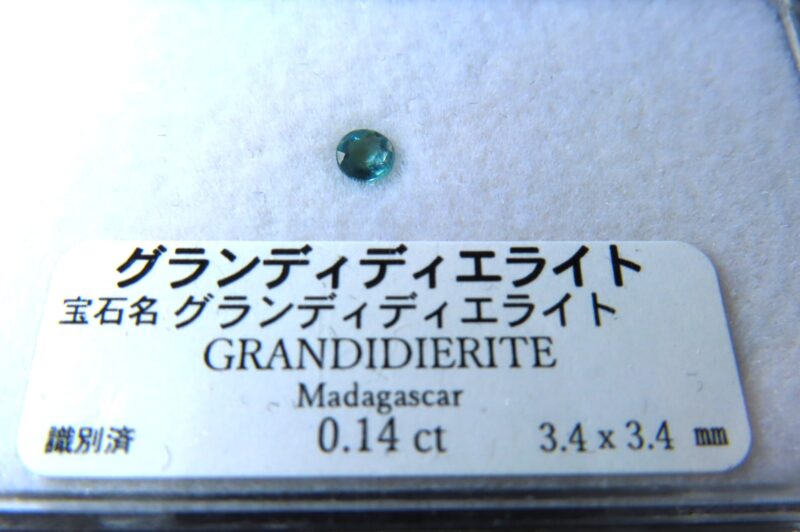 グランディディエライト
宝石名 グランディディエライト
GRANDIDIERITE
Madagascar
識別済 0.14 ct 3.4 x 3.4 mm